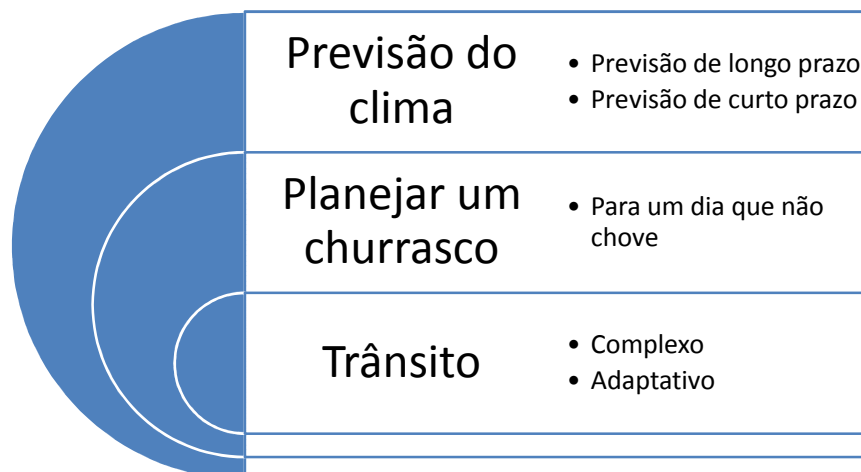 Previsão do
clima
• Previsão de longo prazo
• Previsão de curto prazo
Planejar um
churrasco
• Para um dia que não
chove
Trânsito
• Complexo
• Adaptativo